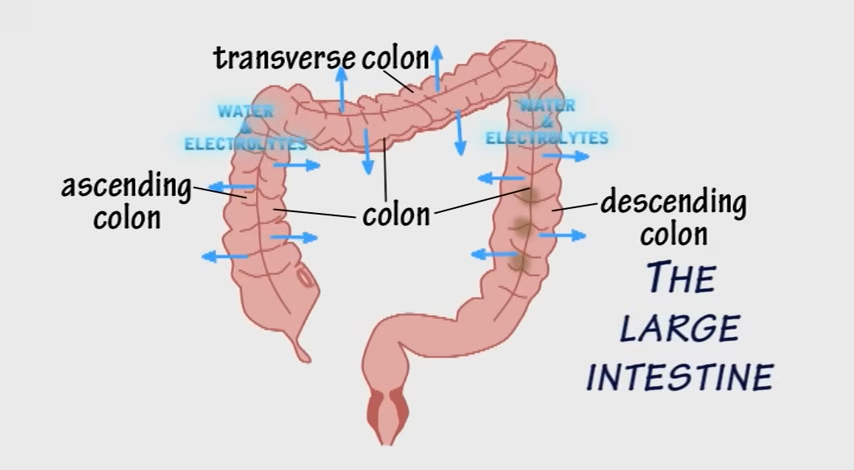 transverse colon
WATER
&
ELECTROLYTES
WATER
&
ELECTROLYTES
ascending
colon
colon
descending
colon
THE
LARGE
INTESTINE